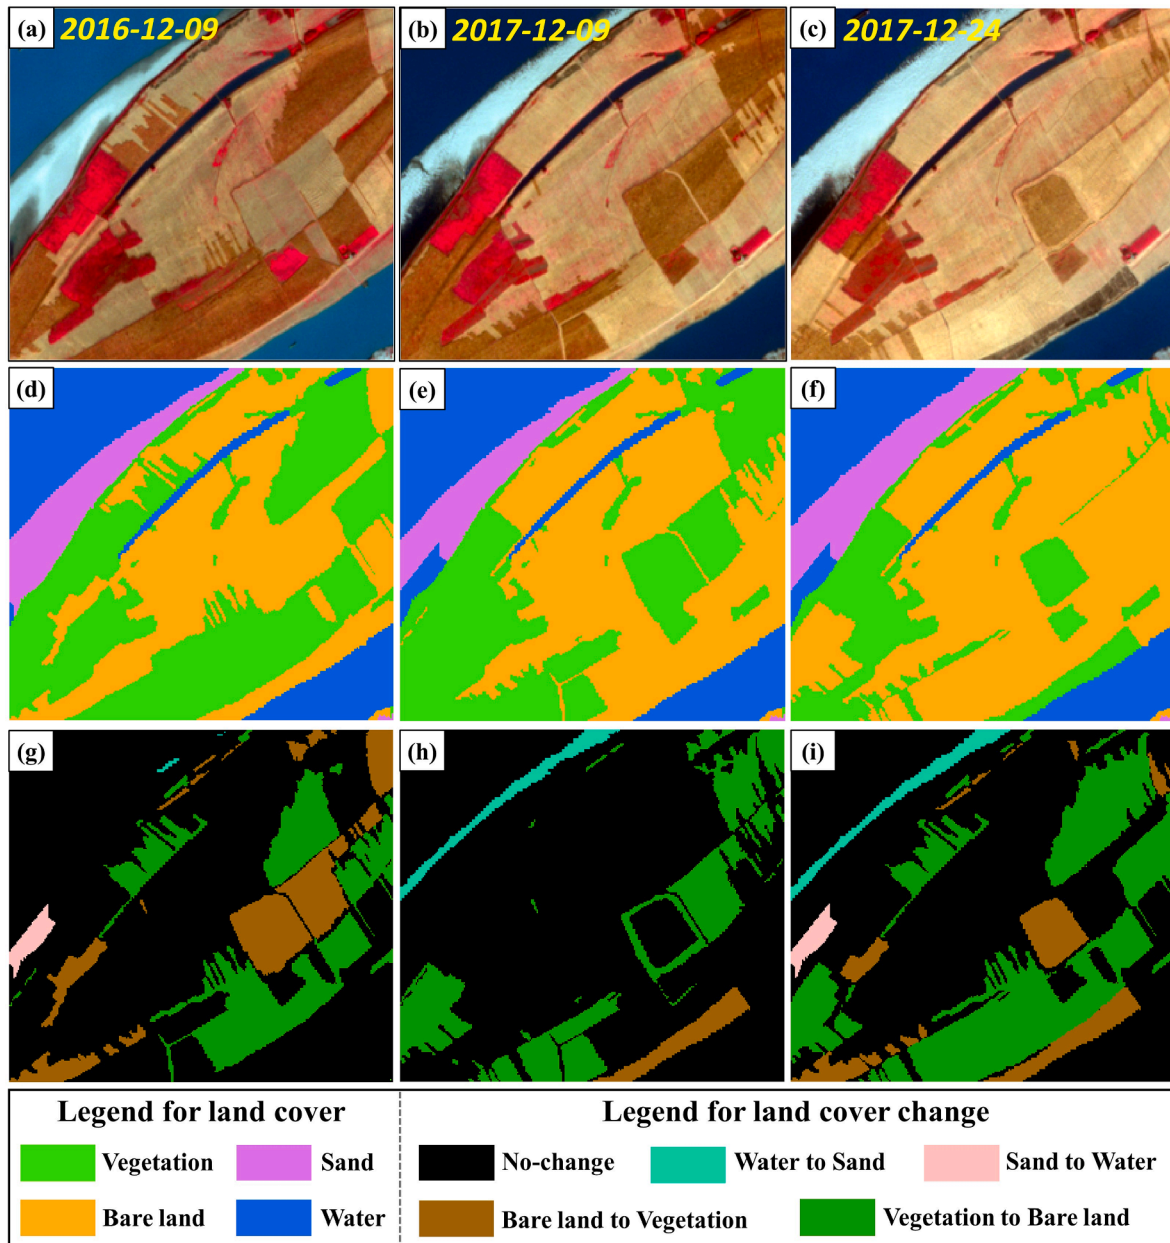 (a) 2016-12-09
(b) 2017-12-09
(c) 2017-12-24
(d)
(e)
(f)
(g)
(h)
(i)
Legend for land cover
Vegetation
Sand
Bare land
Water
Legend for land cover change
No-change
Water to Sand
Sand to Water
Bare land to Vegetation
Vegetation to Bare land